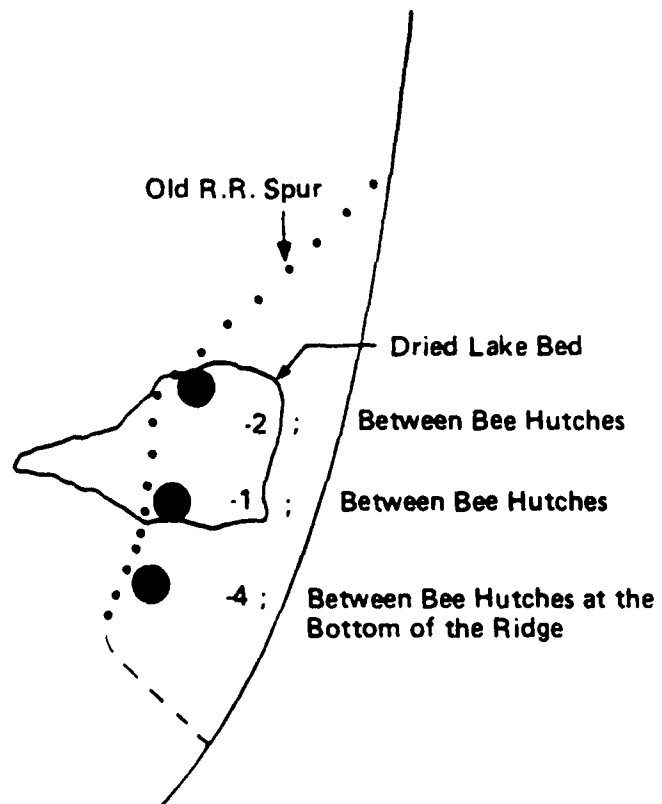 Old R.R. Spur
Dried Lake Bed
-2 ; Between Bee Hutches
-1 ; Between Bee Hutches
-4 ; Between Bee Hutches at the
Bottom of the Ridge